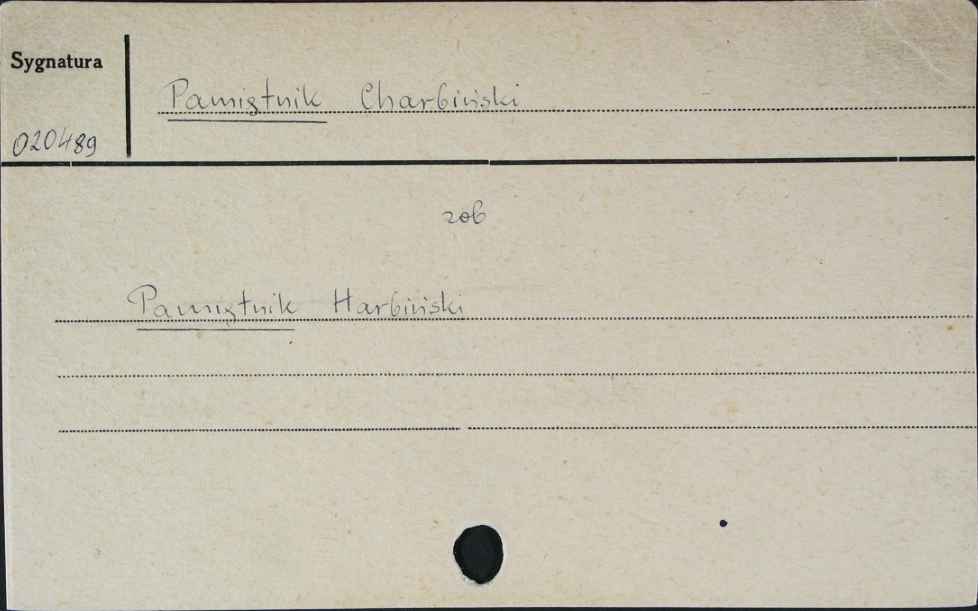 Sygnatura
Pamiętnik Charbiński
020489
zob
Pamiętnik Harbiński